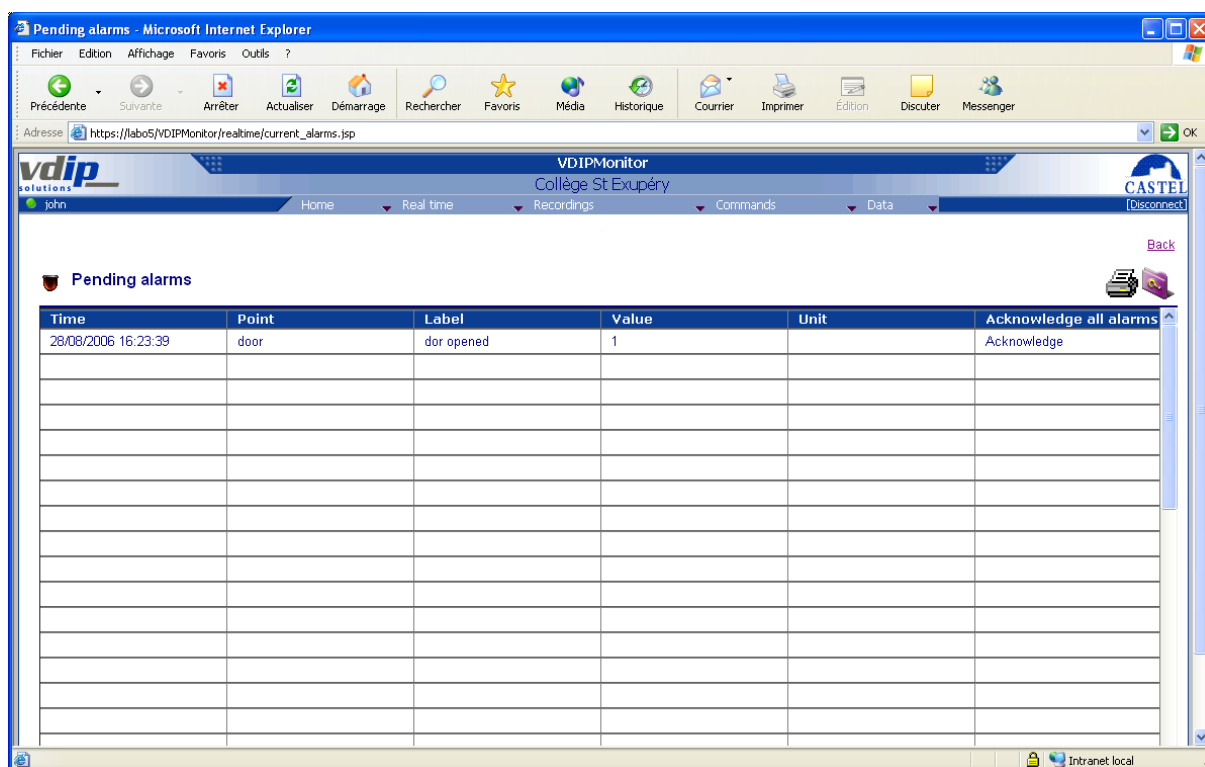 Pending alarms - Microsoft Internet Explorer
Fichier Edition Affichage Favoris Outils ?
Précédente Suivante Arrêter Actualiser Démarrage Rechercher Favoris Média Historique Courrier Imprimer Édition Discuter Messenger
Adresse https://labo5/VDIPMonitor/realtime/current_alarms.jsp OK
vdip solutions VDIPMonitor
Collège St Exupéry CASTEL
john Home Real time Recordings Commands Data [Disconnect]
Back
Pending alarms
Time Point Label Value Unit Acknowledge all alarms
28/08/2006 16:23:39 door dor opened 1 Acknowledge
Intranet local